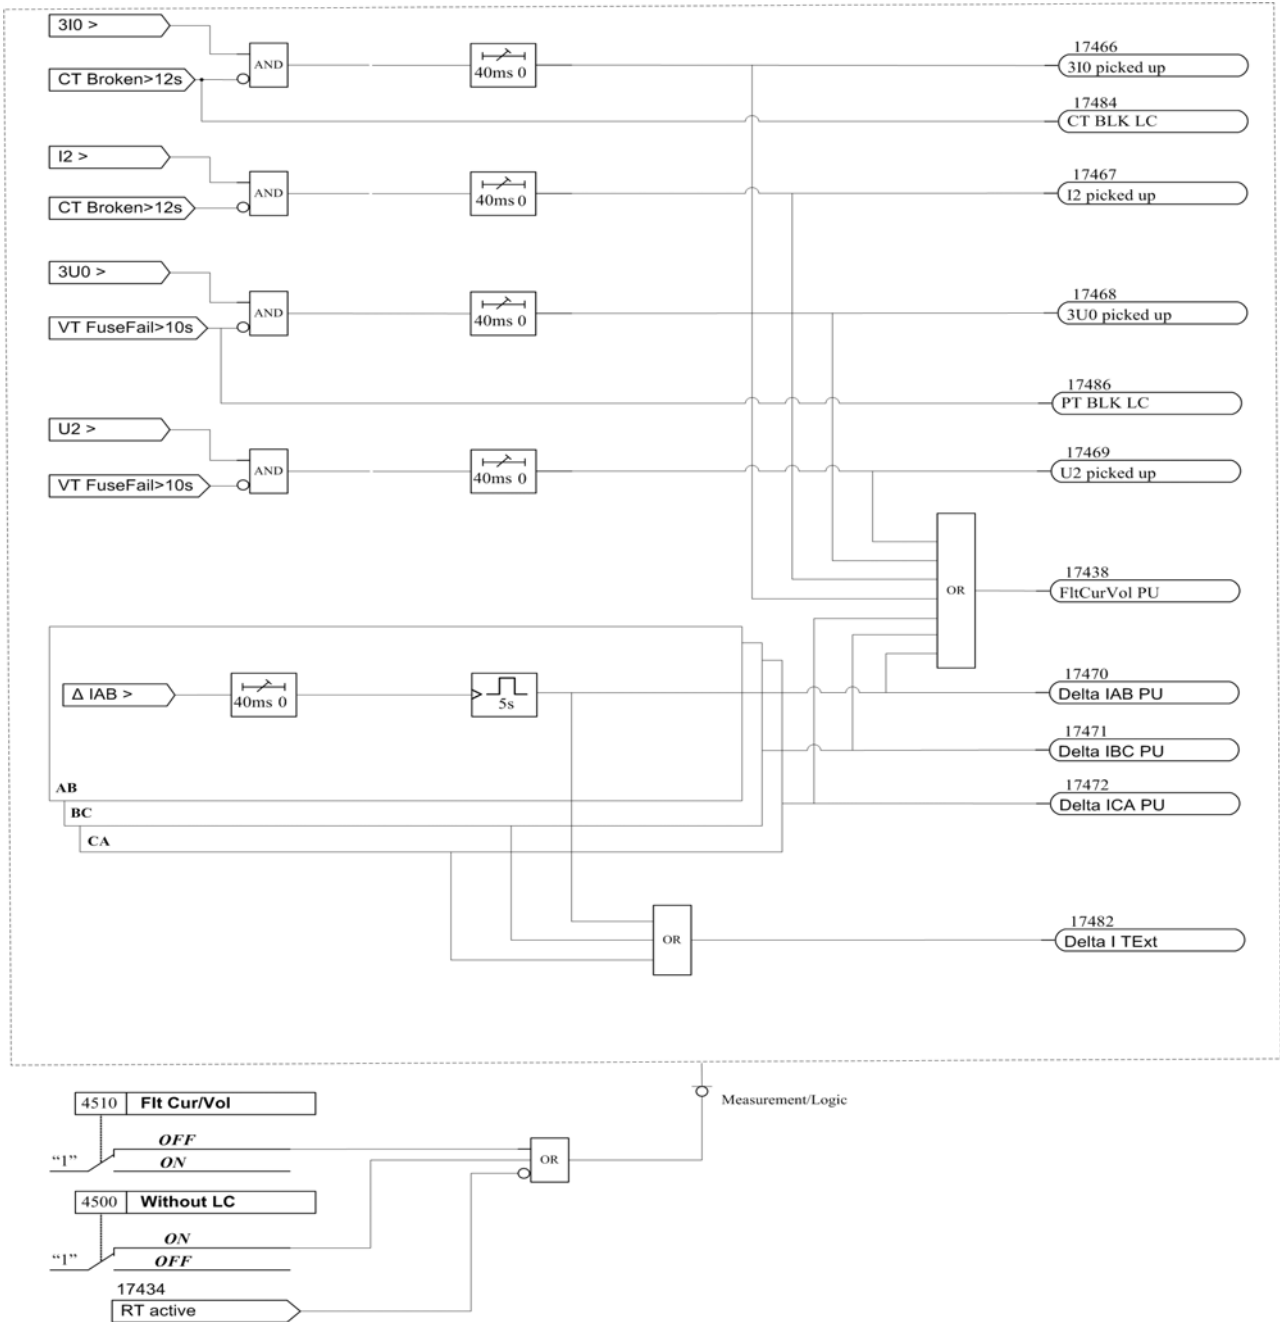 3I0 >
CT Broken>12s
AND
40ms 0
17466
3I0 picked up
17484
CT BLK LC
I2 >
CT Broken>12s
AND
40ms 0
17467
I2 picked up
3U0 >
VT FuseFail>10s
AND
40ms 0
17468
3U0 picked up
17486
PT BLK LC
U2 >
VT FuseFail>10s
AND
40ms 0
17469
U2 picked up
OR
17438
FltCurVol PU
Δ IAB >
40ms 0
5s
17470
Delta IAB PU
17471
Delta IBC PU
17472
Delta ICA PU
AB
BC
CA
OR
17482
Delta I TExt
Measurement/Logic
4510 Flt Cur/Vol
OFF
“1”
ON
OR
4500 Without LC
ON
“1”
OFF
17434
RT active